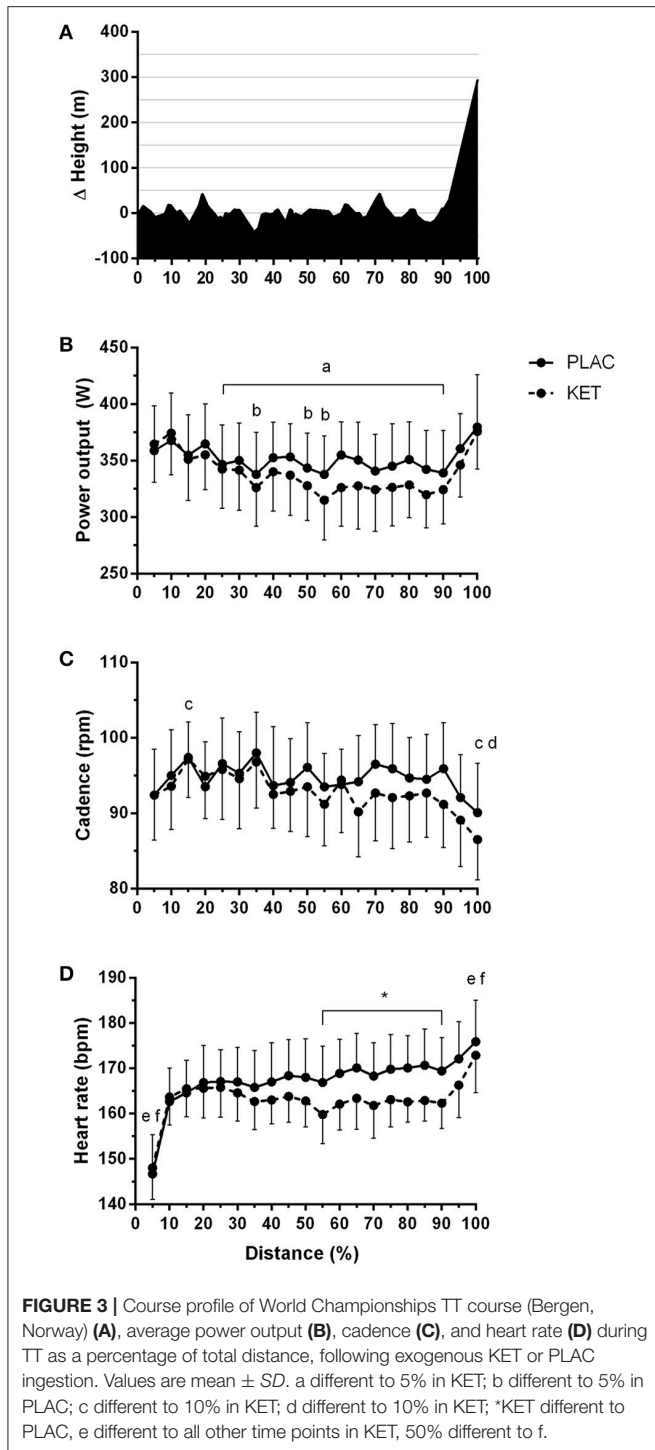 A
400
300
200
100
0
-100
Δ Height (m)
0 10 20 30 40 50 60 70 80 90 100
B
450
400
350
300
250
Power output (W)
a
b b b
PLAC
KET
0 10 20 30 40 50 60 70 80 90 100
C
110
100
90
80
Cadence (rpm)
c
c d
0 10 20 30 40 50 60 70 80 90 100
D
190
180
170
160
150
140
Heart rate (bpm)
e f
*
e f
0 10 20 30 40 50 60 70 80 90 100
Distance (%)
FIGURE 3 | Course profile of World Championships TT course (Bergen,
Norway) (A), average power output (B), cadence (C), and heart rate (D) during
TT as a percentage of total distance, following exogenous KET or PLAC
ingestion. Values are mean ± SD. a different to 5% in KET; b different to 5% in
PLAC; c different to 10% in KET; d different to 10% in KET; *KET different to
PLAC, e different to all other time points in KET, 50% different to f.